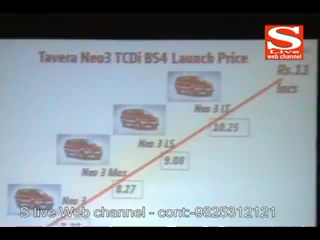 S
Live
web channel
Tavera Neo3 TCDi BS4 Launch Price
Rs.11
lacs
Neo 3 LT
10.25
Neo 3 LS
9.08
Neo 3 Max
8.27
Neo 3
S live Web channel - cont:-9825312121